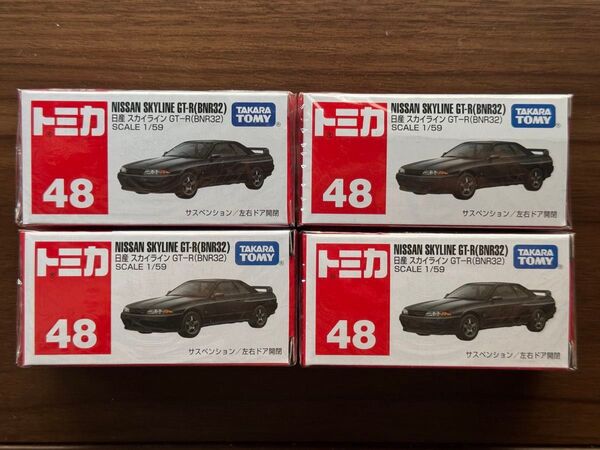 トミカ
48
NISSAN SKYLINE GT-R(BNR32)
日産 スカイライン GT-R(BNR32)
SCALE 1/59
TAKARA
TOMY
サスペンション/左右ドア開閉
トミカ
48
NISSAN SKYLINE GT-R(BNR32)
日産 スカイライン GT-R(BNR32)
SCALE 1/59
TAKARA
TOMY
サスペンション/左右ドア開閉
トミカ
48
NISSAN SKYLINE GT-R(BNR32)
日産 スカイライン GT-R(BNR32)
SCALE 1/59
TAKARA
TOMY
サスペンション/左右ドア開閉
トミカ
48
NISSAN SKYLINE GT-R(BNR32)
日産 スカイライン GT-R(BNR32)
SCALE 1/59
TAKARA
TOMY
サスペンション/左右ドア開閉